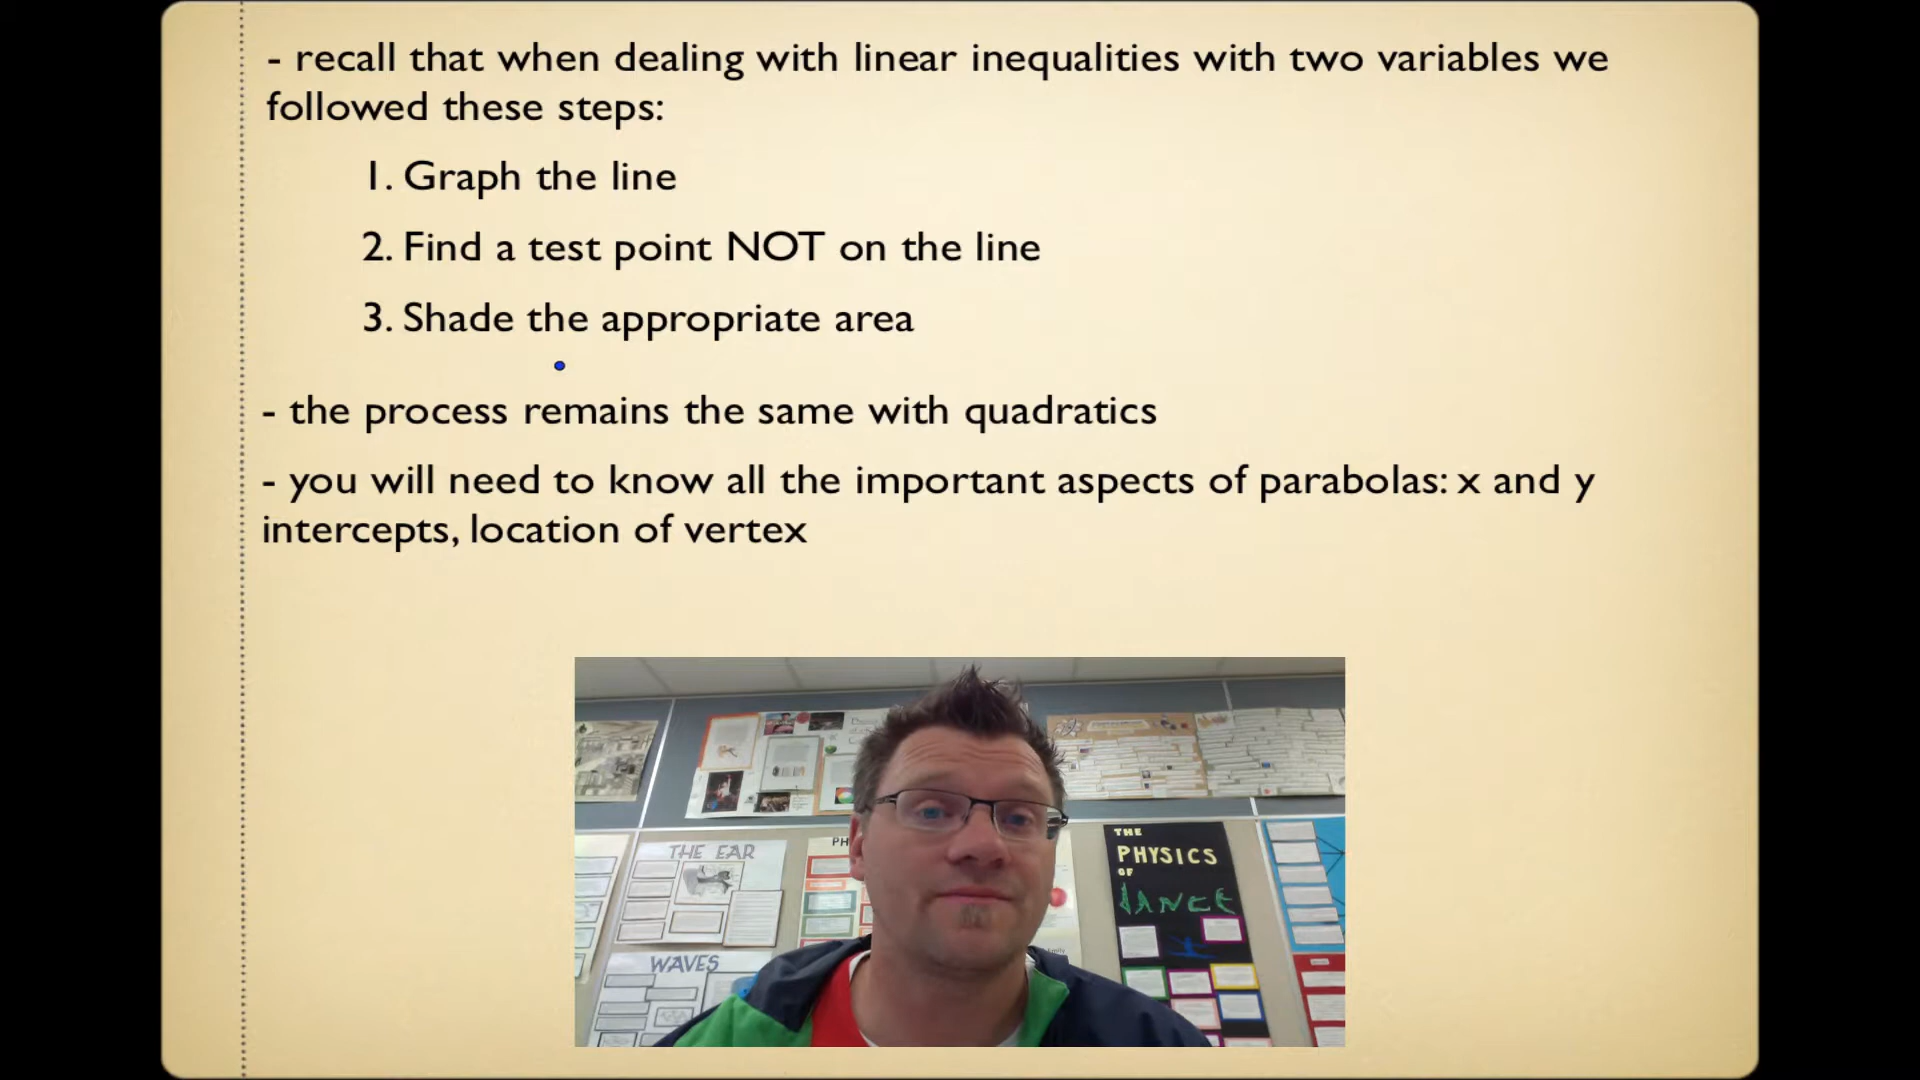 - recall that when dealing with linear inequalities with two variables we
followed these steps:
1. Graph the line
2. Find a test point NOT on the line
3. Shade the appropriate area
- the process remains the same with quadratics
- you will need to know all the important aspects of parabolas: x and y
intercepts, location of vertex
THE EAR
PH
WAVES
THE
PHYSICS
OF
DANCE